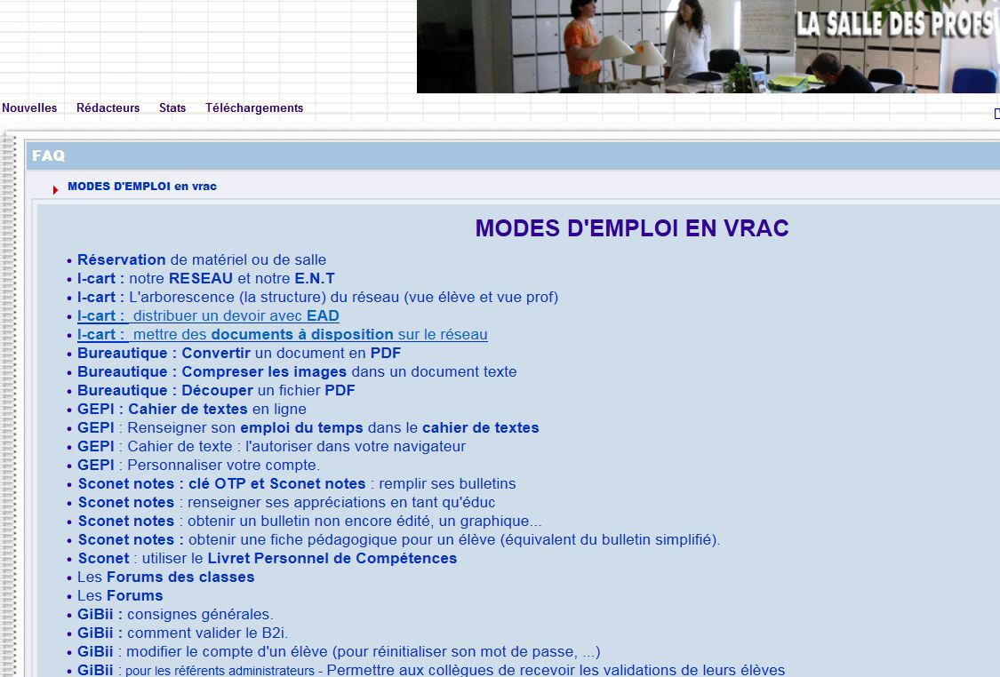 LA SALLE DES PROFS
Nouvelles Rédacteurs Stats Téléchargements
FAQ
MODES D'EMPLOI en vrac
MODES D'EMPLOI EN VRAC
• Réservation de matériel ou de salle
• I-cart : notre RESEAU et notre E.N.T
• I-cart : L'arborescence (la structure) du réseau (vue élève et vue prof)
• I-cart : distribuer un devoir avec EAD
• I-cart : mettre des documents à disposition sur le réseau
• Bureautique : Convertir un document en PDF
• Bureautique : Compreser les images dans un document texte
• Bureautique : Découper un fichier PDF
• GEPI : Cahier de textes en ligne
• GEPI : Renseigner son emploi du temps dans le cahier de textes
• GEPI : Cahier de texte : l'autoriser dans votre navigateur
• GEPI : Personnaliser votre compte.
• Sconet notes : clé OTP et Sconet notes : remplir ses bulletins
• Sconet notes : renseigner ses appréciations en tant qu'éduc
• Sconet notes : obtenir un bulletin non encore édité, un graphique...
• Sconet notes : obtenir une fiche pédagogique pour un élève (équivalent du bulletin simplifié).
• Sconet : utiliser le Livret Personnel de Compétences
• Les Forums des classes
• Les Forums
• GiBii : consignes générales.
• GiBii : comment valider le B2i.
• GiBii : modifier le compte d'un élève (pour réinitialiser son mot de passe, ...)
• GiBii : pour les référents administrateurs - Permettre aux collègues de recevoir les validations de leurs élèves